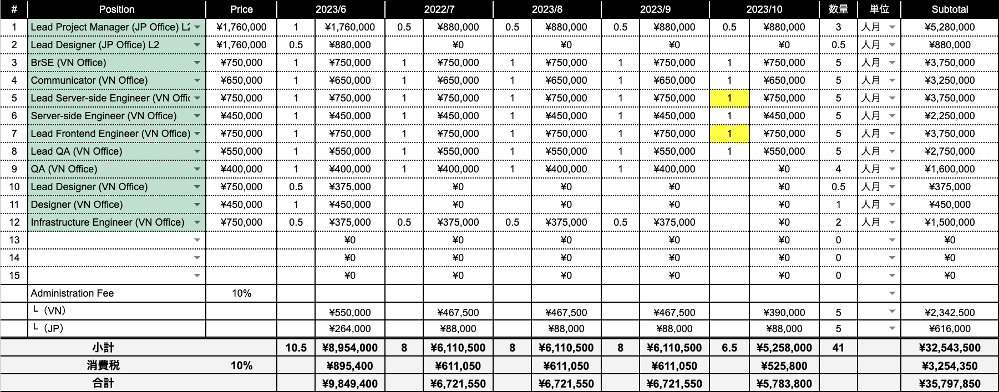 # Position Price 2023/6 2022/7 2023/8 2023/9 2023/10 数量 単位 Subtotal
1 Lead Project Manager (JP Office) L2 ¥1,760,000 1 ¥1,760,000 0.5 ¥880,000 0.5 ¥880,000 0.5 ¥880,000 0.5 ¥880,000 3 人月 ¥5,280,000
2 Lead Designer (JP Office) L2 ¥1,760,000 0.5 ¥880,000 ¥0 ¥0 ¥0 ¥0 0.5 人月 ¥880,000
3 BrSE (VN Office) ¥750,000 1 ¥750,000 1 ¥750,000 1 ¥750,000 1 ¥750,000 1 ¥750,000 5 人月 ¥3,750,000
4 Communicator (VN Office) ¥650,000 1 ¥650,000 1 ¥650,000 1 ¥650,000 1 ¥650,000 1 ¥650,000 5 人月 ¥3,250,000
5 Lead Server-side Engineer (VN Offic ¥750,000 1 ¥750,000 1 ¥750,000 1 ¥750,000 1 ¥750,000 1 ¥750,000 5 人月 ¥3,750,000
6 Server-side Engineer (VN Office) ¥450,000 1 ¥450,000 1 ¥450,000 1 ¥450,000 1 ¥450,000 1 ¥450,000 5 人月 ¥2,250,000
7 Lead Frontend Engineer (VN Office) ¥750,000 1 ¥750,000 1 ¥750,000 1 ¥750,000 1 ¥750,000 1 ¥750,000 5 人月 ¥3,750,000
8 Lead QA (VN Office) ¥550,000 1 ¥550,000 1 ¥550,000 1 ¥550,000 1 ¥550,000 1 ¥550,000 5 人月 ¥2,750,000
9 QA (VN Office) ¥400,000 1 ¥400,000 1 ¥400,000 1 ¥400,000 1 ¥400,000 ¥0 4 人月 ¥1,600,000
10 Lead Designer (VN Office) ¥750,000 0.5 ¥375,000 ¥0 ¥0 ¥0 ¥0 0.5 人月 ¥375,000
11 Designer (VN Office) ¥450,000 1 ¥450,000 ¥0 ¥0 ¥0 ¥0 1 人月 ¥450,000
12 Infrastructure Engineer (VN Office) ¥750,000 0.5 ¥375,000 0.5 ¥375,000 0.5 ¥375,000 0.5 ¥375,000 ¥0 2 人月 ¥1,500,000
13 ¥0 ¥0 ¥0 ¥0 ¥0 0 ¥0
14 ¥0 ¥0 ¥0 ¥0 ¥0 0 ¥0
15 ¥0 ¥0 ¥0 ¥0 ¥0 0 ¥0
Administration Fee 10%
└（VN） ¥550,000 ¥467,500 ¥467,500 ¥467,500 ¥390,000 5 ¥2,342,500
└（JP） ¥264,000 ¥88,000 ¥88,000 ¥88,000 ¥88,000 5 ¥616,000
小計 10.5 ¥8,954,000 8 ¥6,110,500 8 ¥6,110,500 8 ¥6,110,500 6.5 ¥5,258,000 41 ¥32,543,500
消費税 10% ¥895,400 ¥611,050 ¥611,050 ¥611,050 ¥525,800 ¥3,254,350
合計 ¥9,849,400 ¥6,721,550 ¥6,721,550 ¥6,721,550 ¥5,783,800 ¥35,797,850